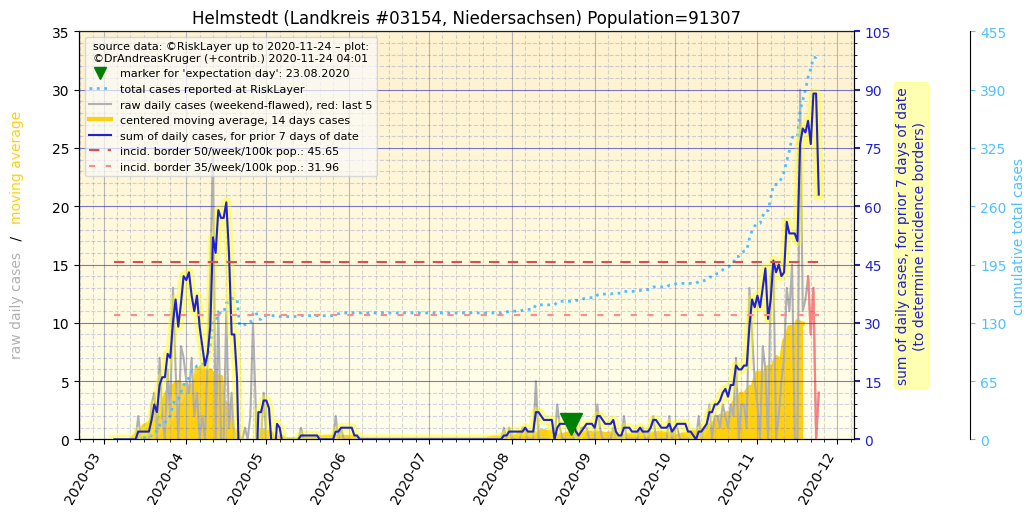 Helmstedt (Landkreis #03154, Niedersachsen) Population=91307
source data: ©RiskLayer up to 2020-11-24 – plot:
©DrAndreasKruger (+contrib.) 2020-11-24 04:01
marker for 'expectation day': 23.08.2020
total cases reported at RiskLayer
raw daily cases (weekend-flawed), red: last 5
centered moving average, 14 days cases
sum of daily cases, for prior 7 days of date
incid. border 50/week/100k pop.: 45.65
incid. border 35/week/100k pop.: 31.96
raw daily cases / moving average
35
30
25
20
15
10
5
0
2020-03
2020-04
2020-05
2020-06
2020-07
2020-08
2020-09
2020-10
2020-11
2020-12
105
90
75
60
45
30
15
0
sum of daily cases, for prior 7 days of date
(to determine incidence borders)
455
390
325
260
195
130
65
0
cumulative total cases